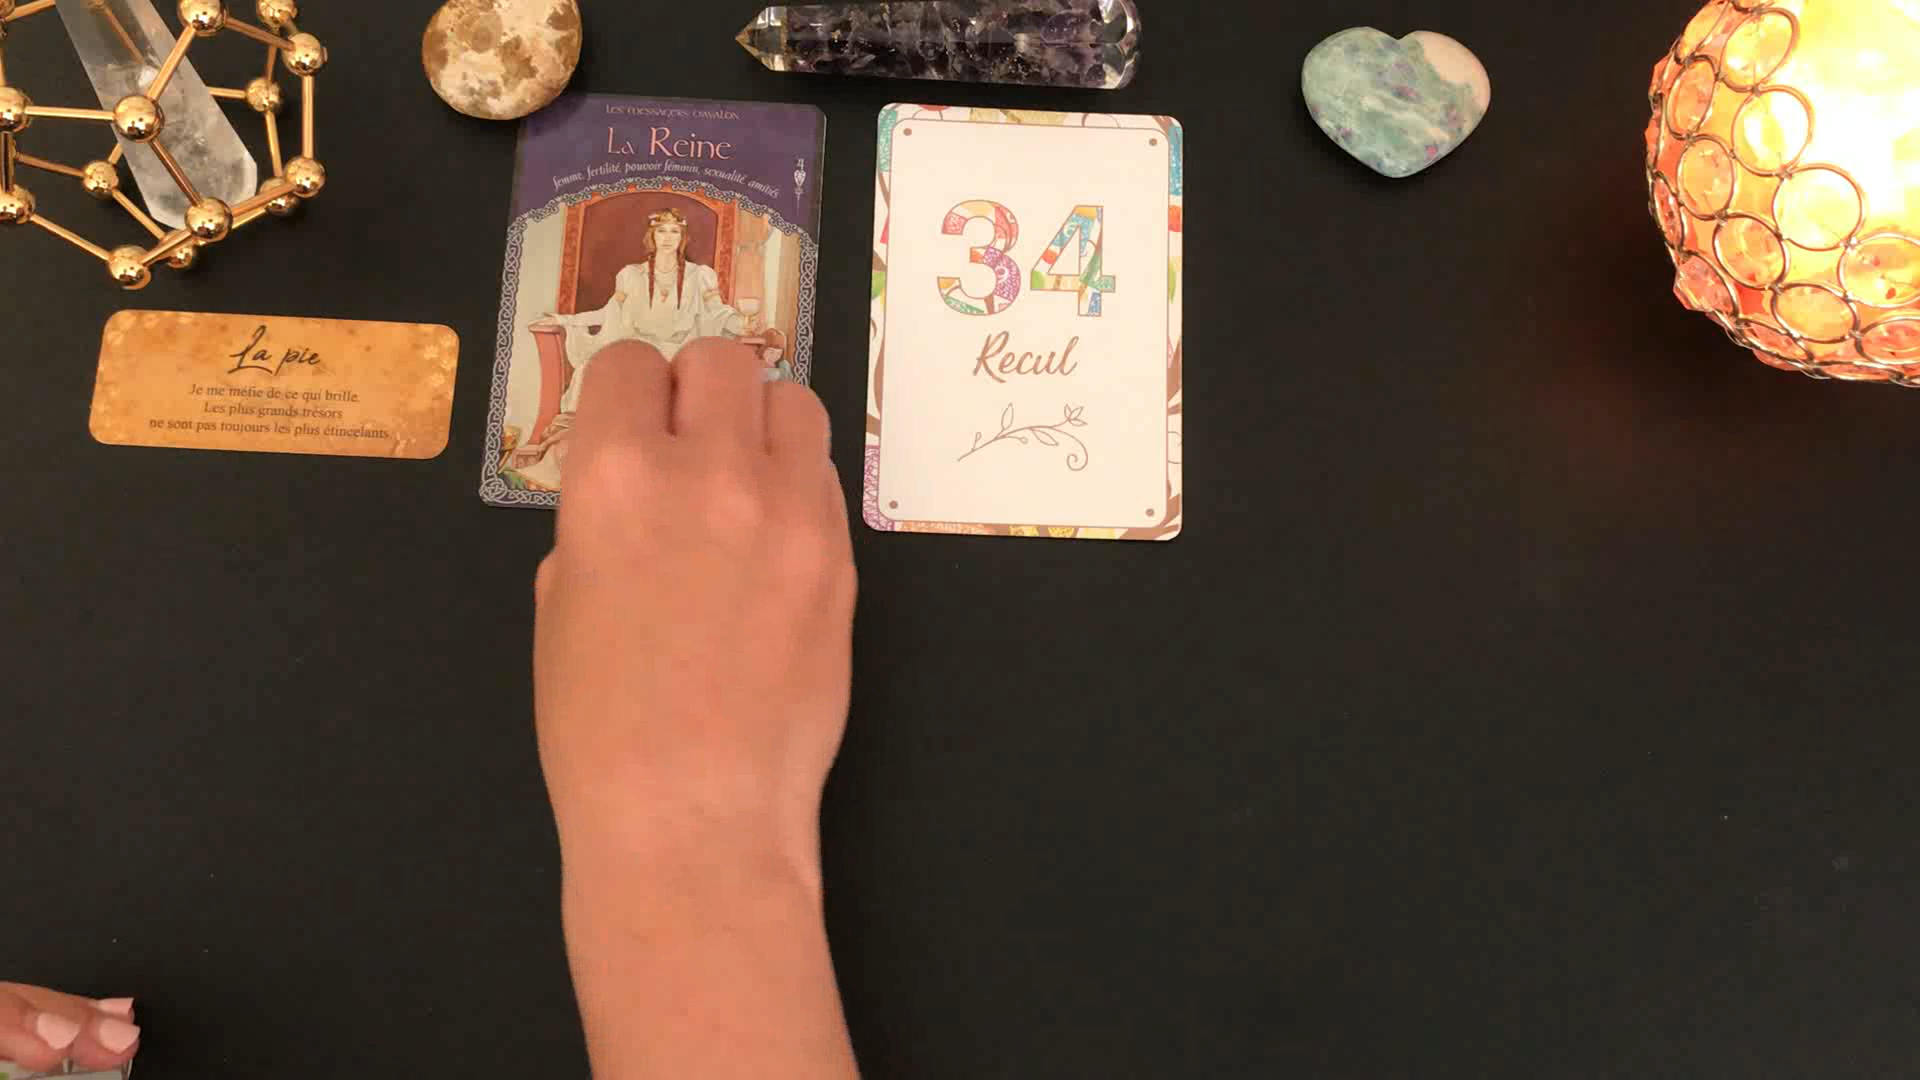 La pie
Je me méfie de ce qui brille.
Les plus grands trésors
ne sont pas toujours les plus étincelants.
Les Messagers d'Avalon
La Reine
femme, fertilité, pouvoir féminin, sexualité, amitiés
4
34
Recul